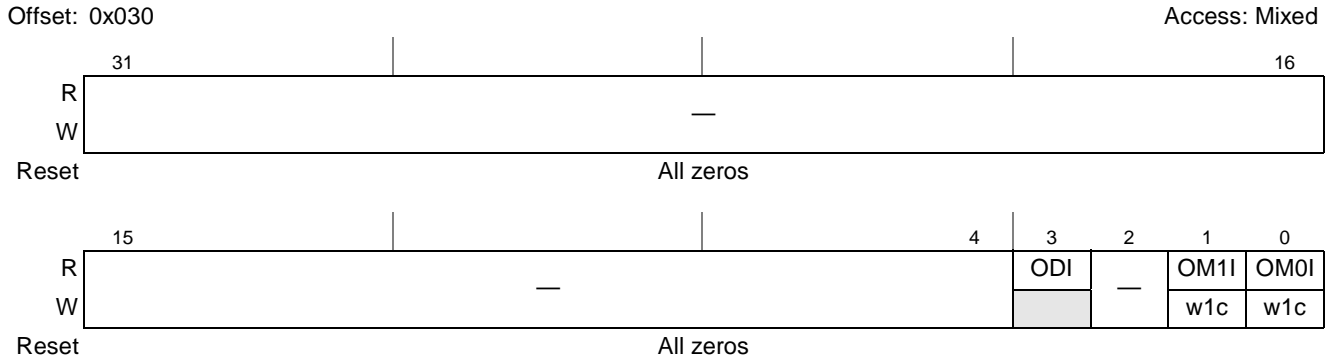 Offset: 0x030 Access: Mixed
31 16
R
—
W
Reset All zeros
15 4 3 2 1 0
R ODI OM1I OM0I
— —
W w1c w1c
Reset All zeros